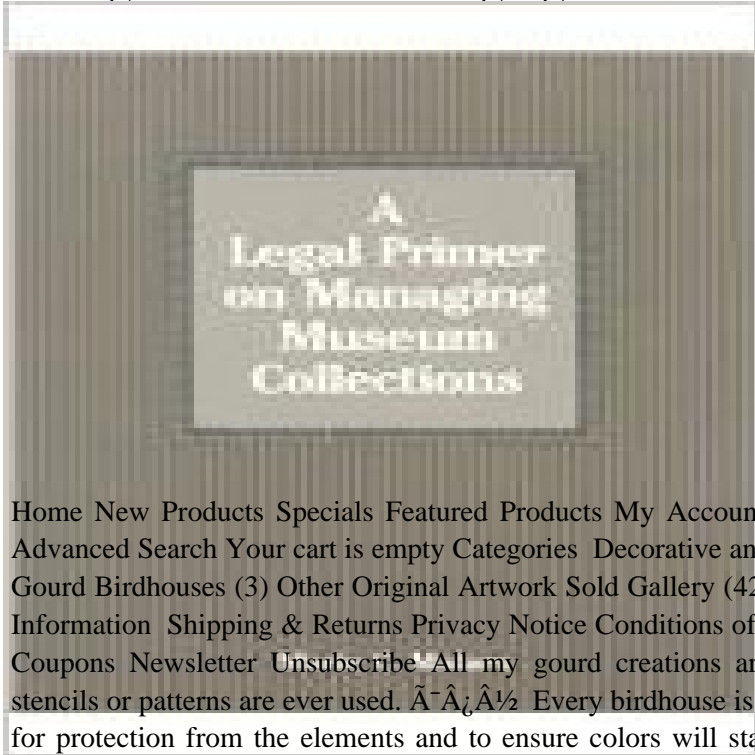 A
Legal Primer
on Managing
Museum
Collections
Home New Products Specials Featured Products My Accoun
Advanced Search Your cart is empty Categories Decorative an
Gourd Birdhouses (3) Other Original Artwork Sold Gallery (42
Information Shipping & Returns Privacy Notice Conditions of
Coupons Newsletter Unsubscribe All my gourd creations ar
stencils or patterns are ever used. Ã¯Â¿Â½ Every birdhouse is
for protection from the elements and to ensure colors will sta